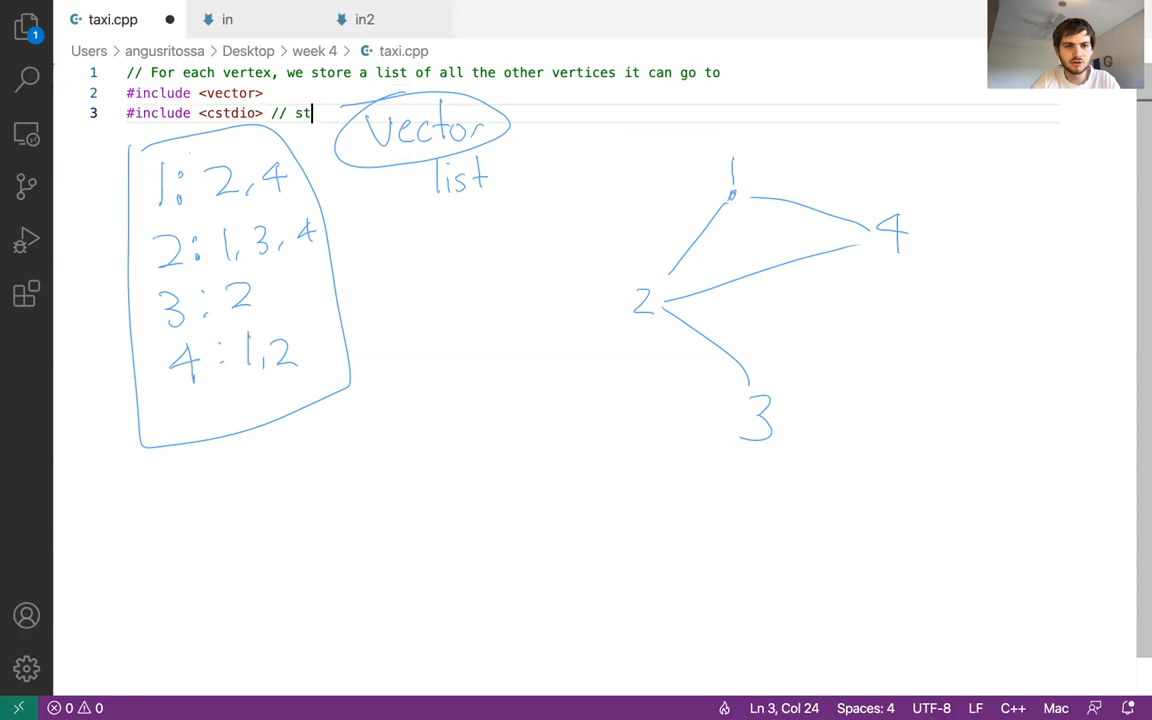 taxi.cpp
in
in2
1
Users > angusritossa > Desktop > week 4 > taxi.cpp
1 // For each vertex, we store a list of all the other vertices it can go to
2 #include <vector>
3 #include <cstdio> // st
vector
list
1: 2,4
2: 1,3,4
3: 2
4: 1,2
1
4
2
3
0 0 Ln 3, Col 24 Spaces: 4 UTF-8 LF C++ Mac